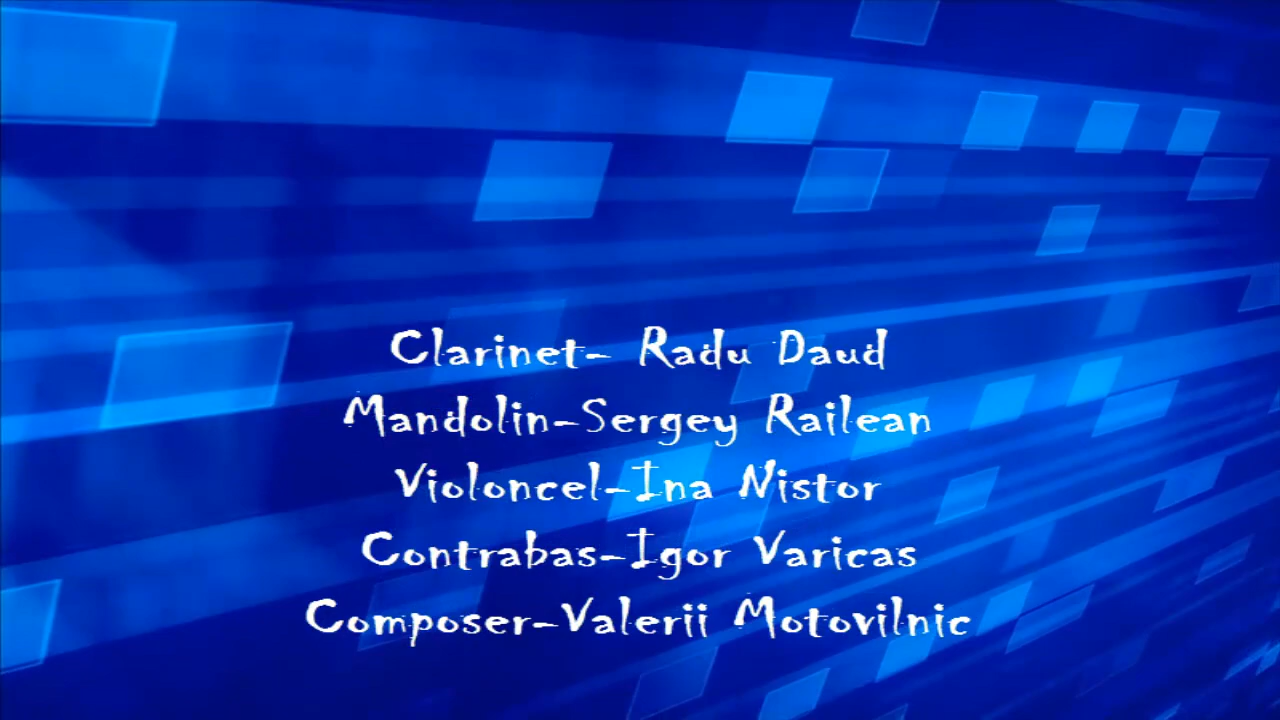 Clarinet- Radu Daud
Mandolin-Sergey Railean
Violoncel-Ina Nistor
Contrabas-Igor Varicas
Composer-Valerii Motovilnic